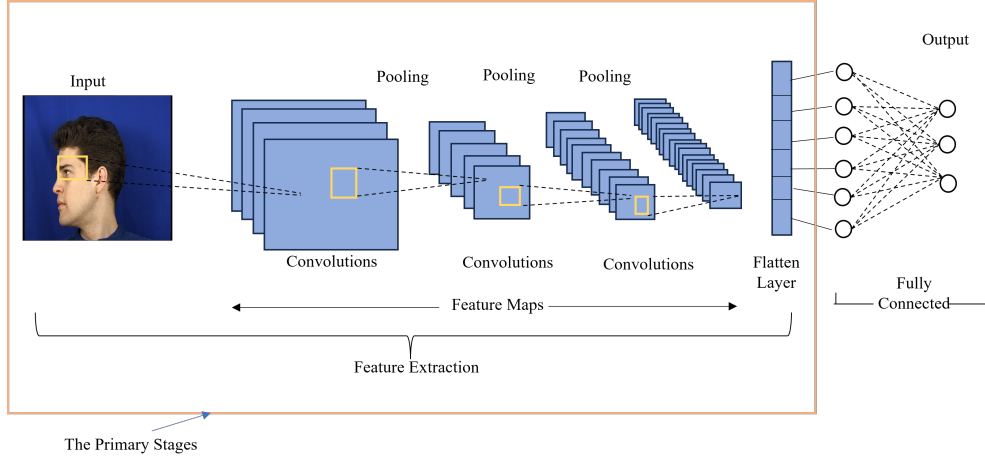 Output
Input
Pooling
Pooling
Pooling
Convolutions
Convolutions
Convolutions
Flatten
Layer
Fully
Connected
Feature Maps
Feature Extraction
The Primary Stages